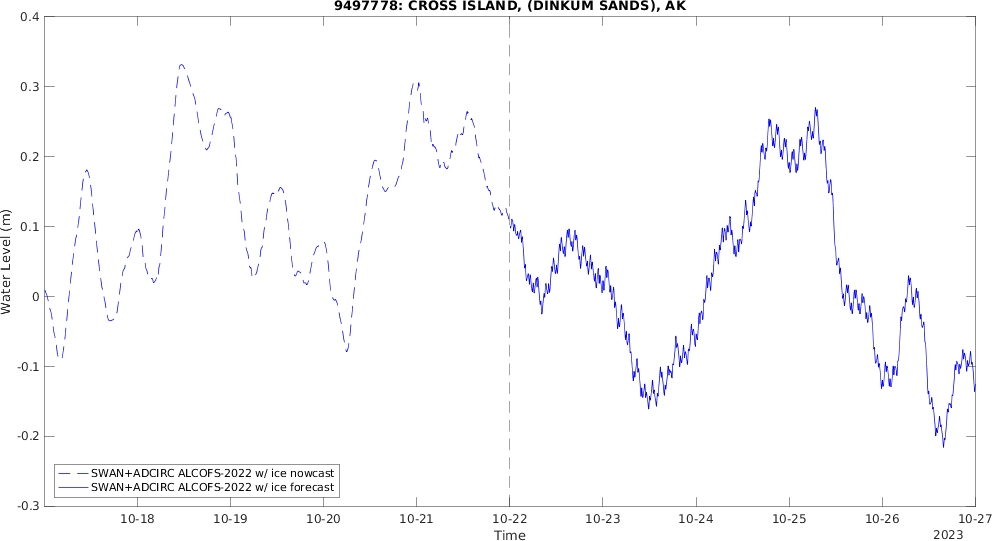 9497778: CROSS ISLAND, (DINKUM SANDS), AK
0.4
0.3
0.2
0.1
0
-0.1
-0.2
-0.3
Water Level (m)
SWAN+ADCIRC ALCOFS-2022 w/ ice nowcast
SWAN+ADCIRC ALCOFS-2022 w/ ice forecast
10-18 10-19 10-20 10-21 10-22 10-23 10-24 10-25 10-26 10-27
Time
2023